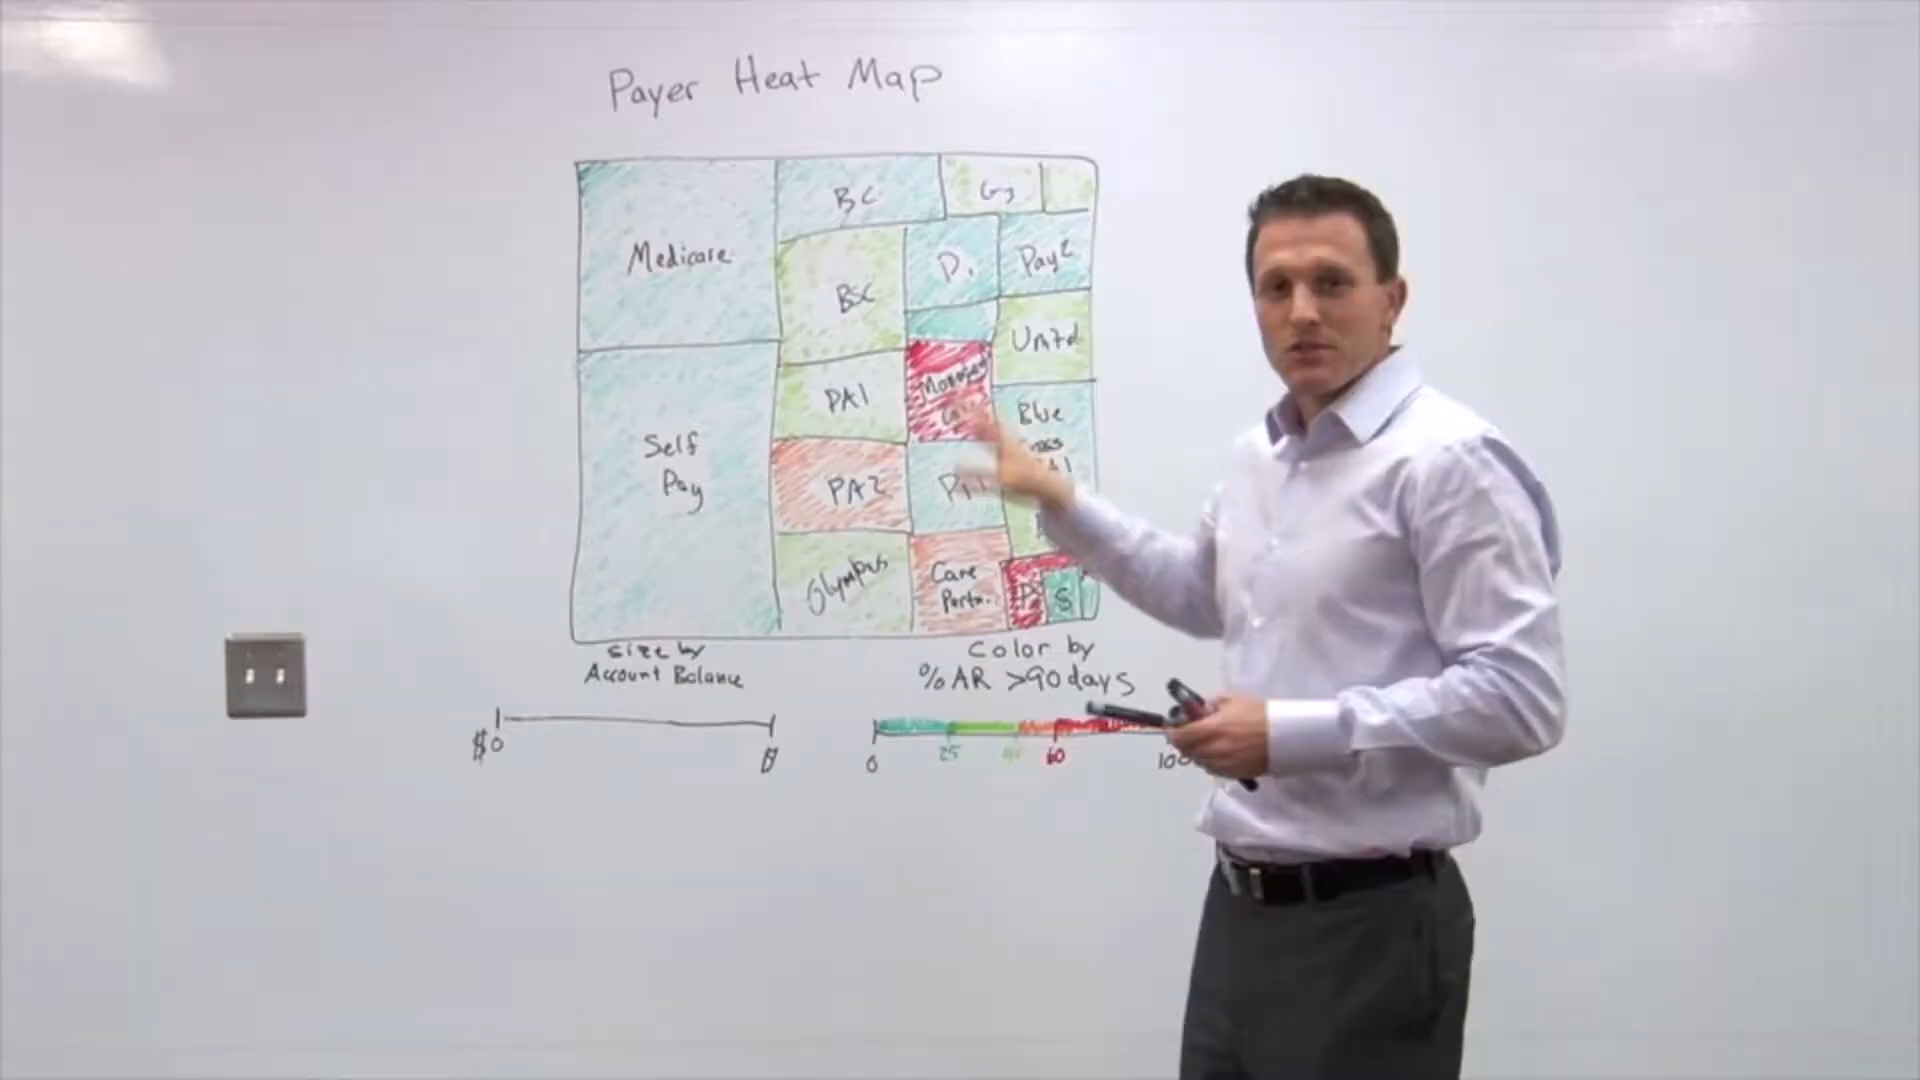 Payer Heat Map
Medicare
BC
BSC
D.
Pay2
Untd
PA1
Blue
Self
Pay
PA2
Olympus
Care
Partn.
P
S
Size by
Account Balance
Color by
% AR >90 days
$0
0
25
60
100